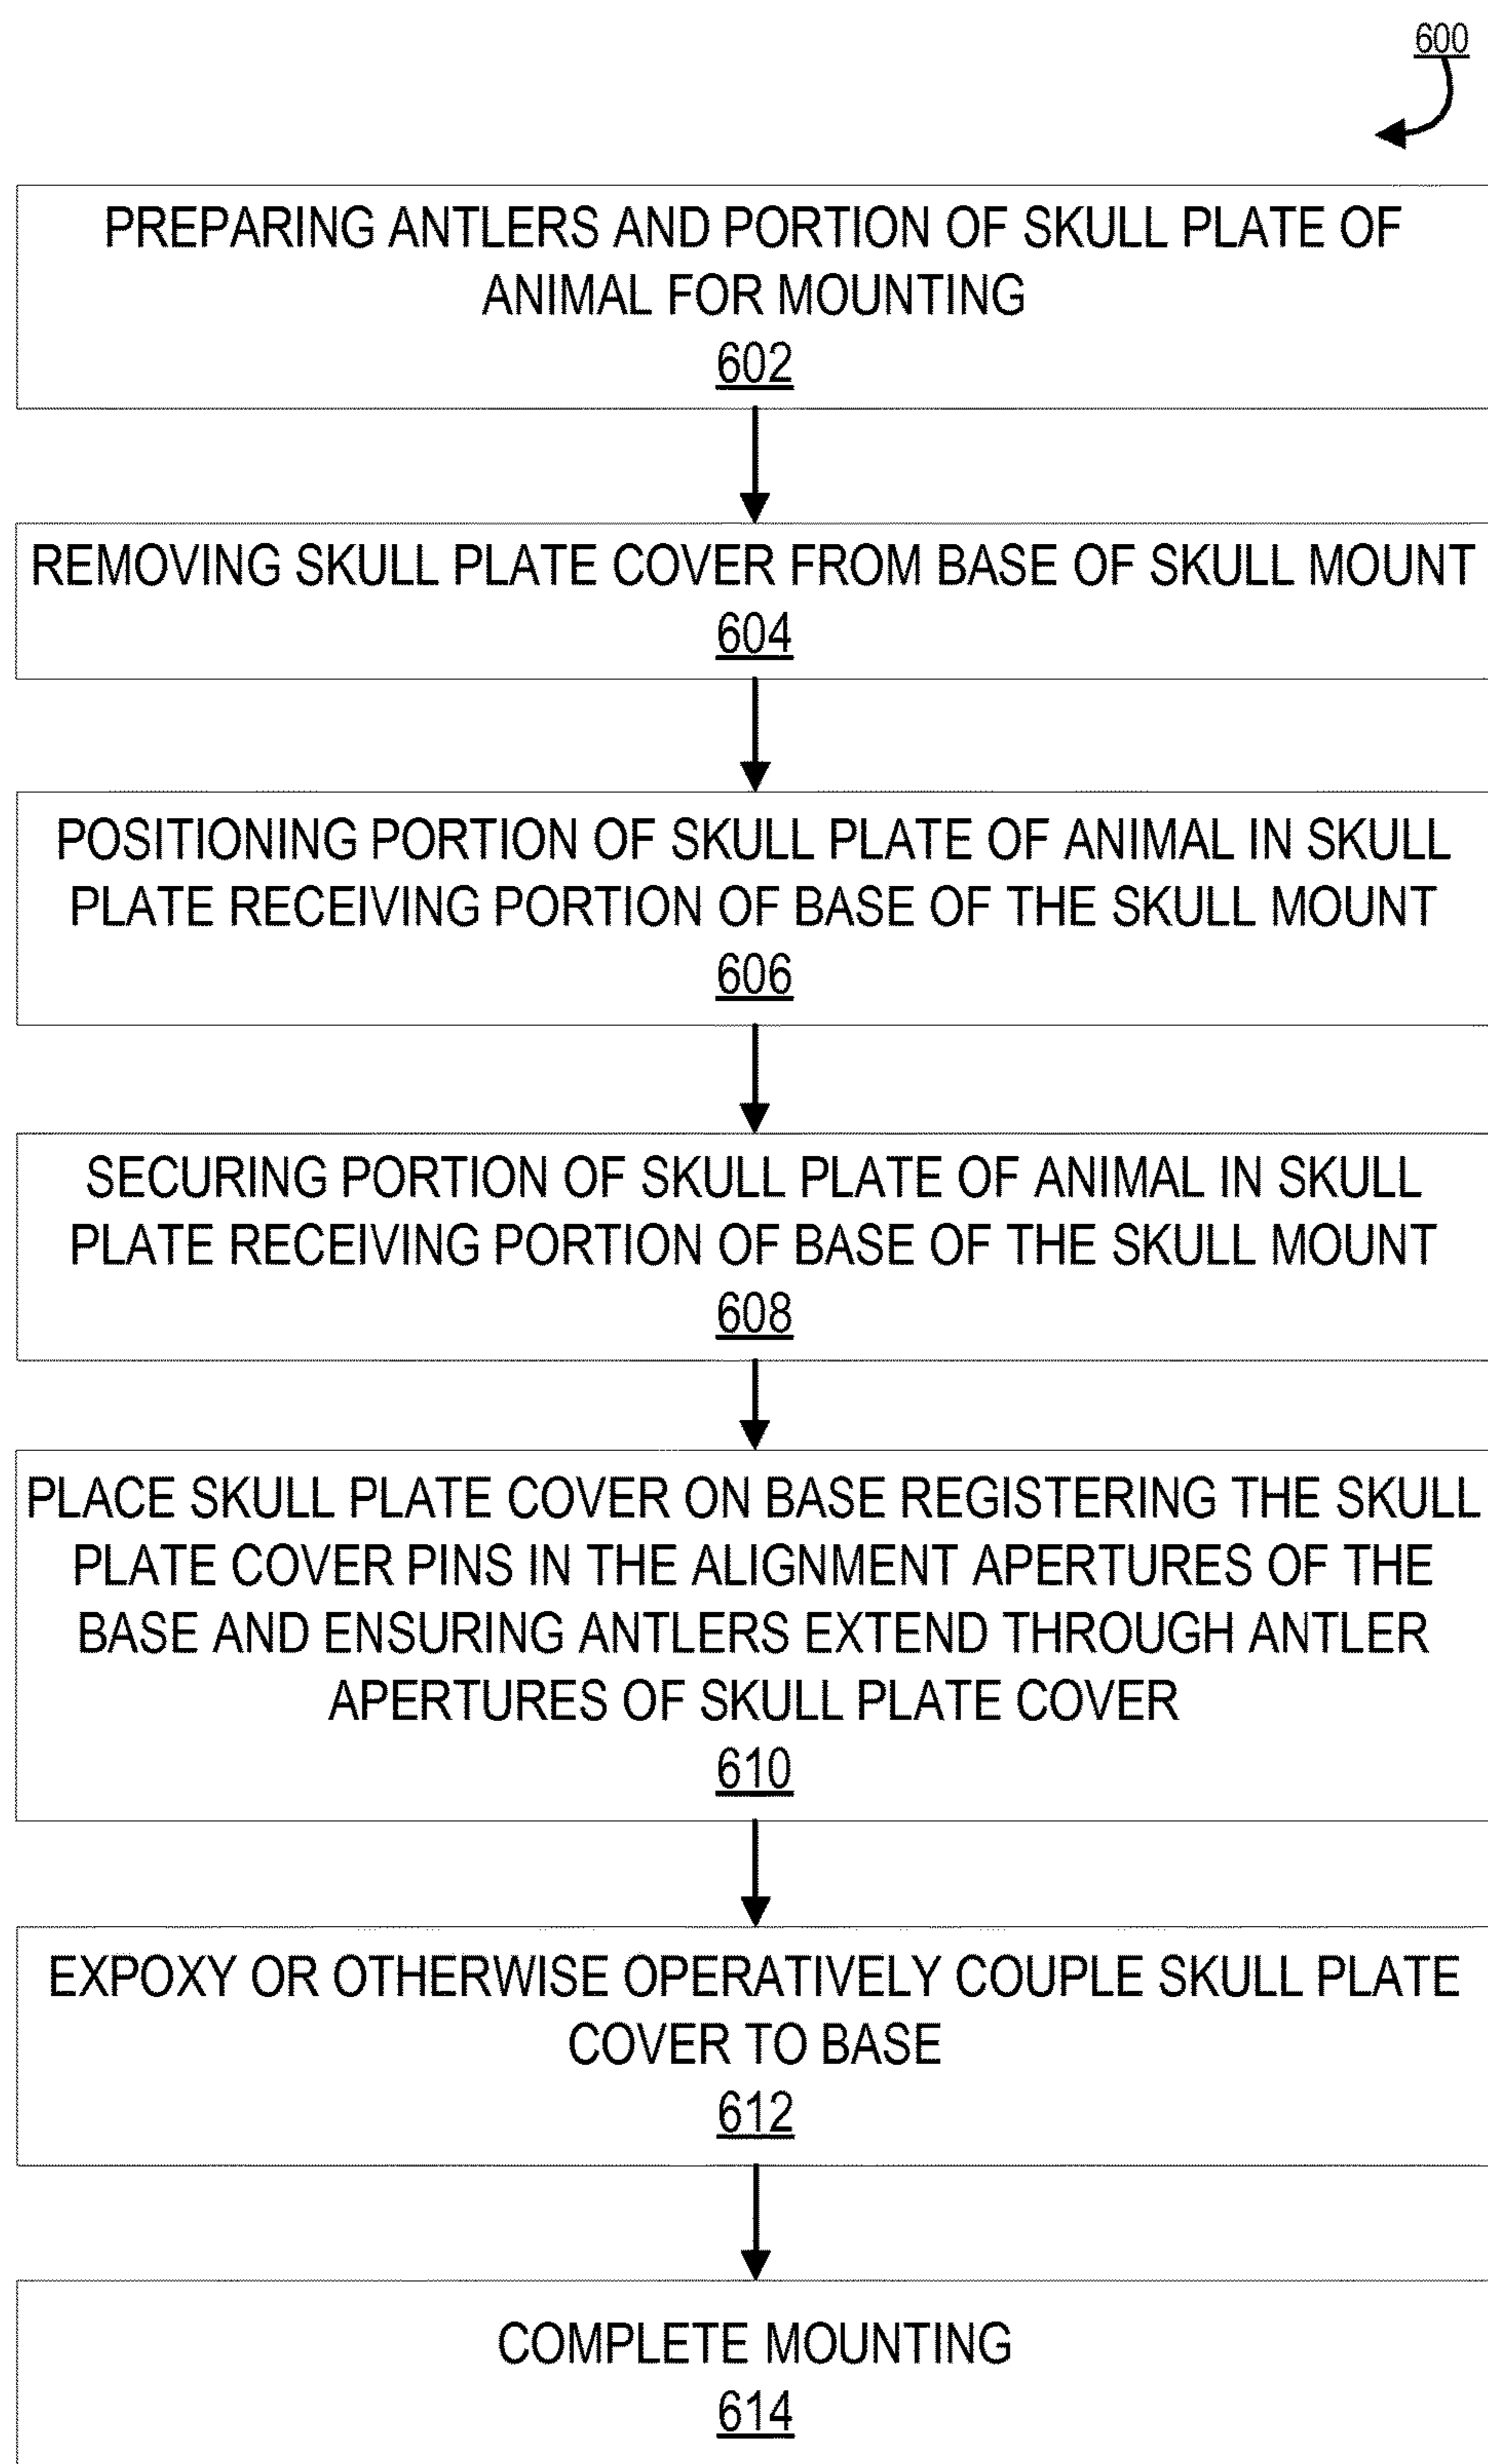 600
PREPARING ANTLERS AND PORTION OF SKULL PLATE OF
ANIMAL FOR MOUNTING
602
REMOVING SKULL PLATE COVER FROM BASE OF SKULL MOUNT
604
POSITIONING PORTION OF SKULL PLATE OF ANIMAL IN SKULL
PLATE RECEIVING PORTION OF BASE OF THE SKULL MOUNT
606
SECURING PORTION OF SKULL PLATE OF ANIMAL IN SKULL
PLATE RECEIVING PORTION OF BASE OF THE SKULL MOUNT
608
PLACE SKULL PLATE COVER ON BASE REGISTERING THE SKULL
PLATE COVER PINS IN THE ALIGNMENT APERTURES OF THE
BASE AND ENSURING ANTLERS EXTEND THROUGH ANTLER
APERTURES OF SKULL PLATE COVER
610
EXPOXY OR OTHERWISE OPERATIVELY COUPLE SKULL PLATE
COVER TO BASE
612
COMPLETE MOUNTING
614